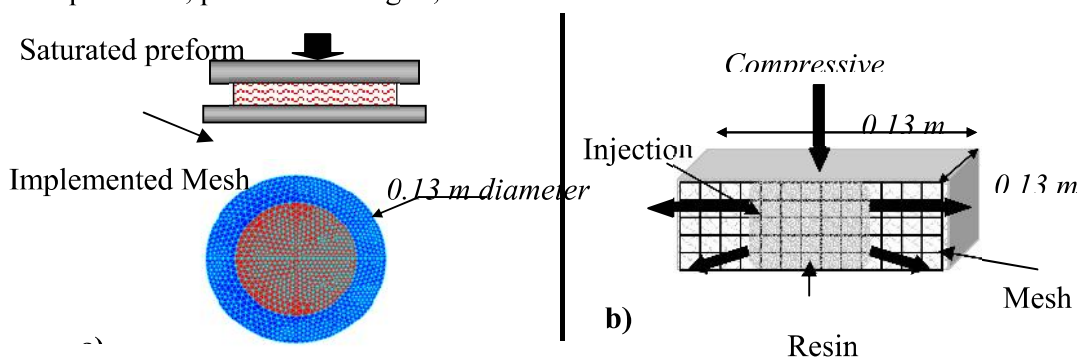 Saturated preform
Implemented Mesh
0.13 m diameter
Compressive
0.13 m
Injection
0.13 m
Mesh
b)
Resin